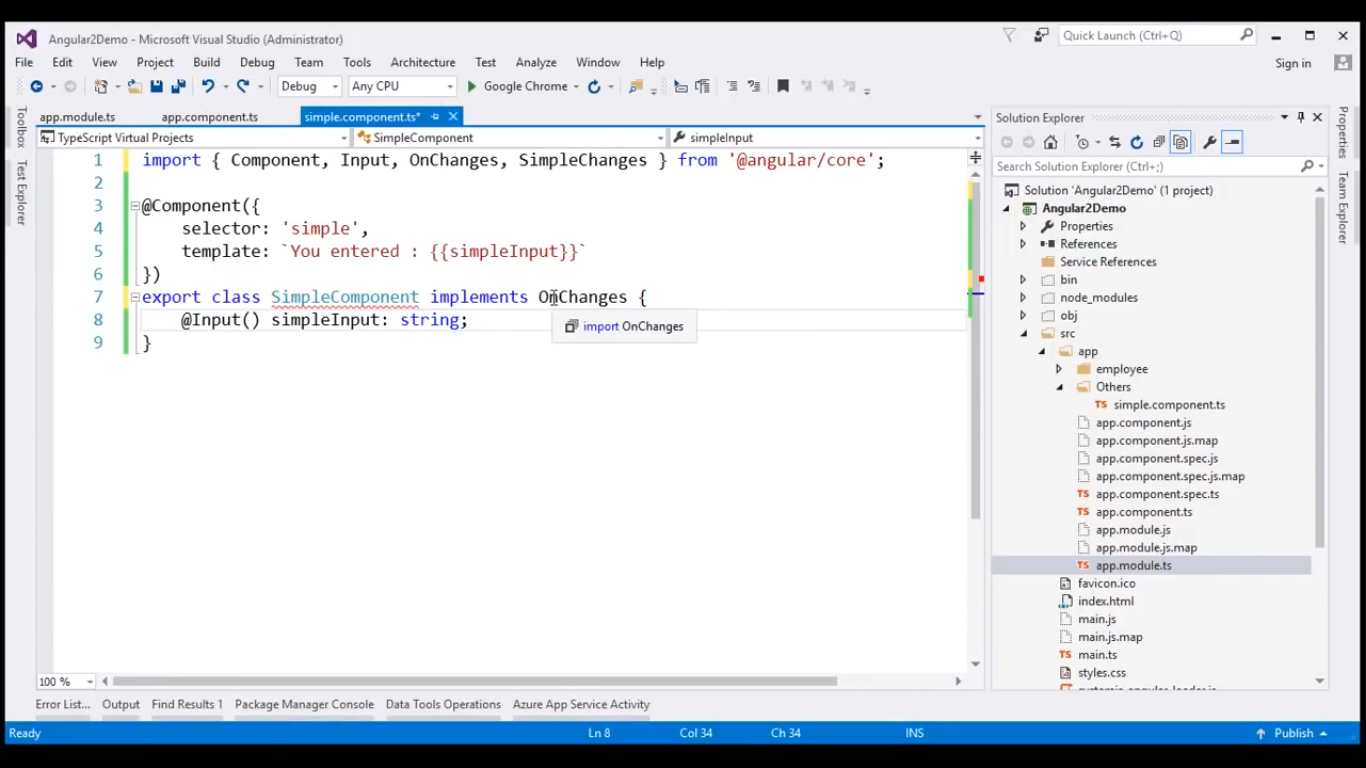 Angular2Demo - Microsoft Visual Studio (Administrator)
Quick Launch (Ctrl+Q)
File Edit View Project Build Debug Team Tools Architecture Test Analyze Window Help
Sign in
Debug Any CPU Google Chrome
Toolbox
Test Explorer
app.module.ts app.component.ts simple.component.ts*
TypeScript Virtual Projects SimpleComponent simpleInput
1 import { Component, Input, OnChanges, SimpleChanges } from '@angular/core';
2
3 @Component({
4 selector: 'simple',
5 template: `You entered : {{simpleInput}}`
6 })
7 export class SimpleComponent implements OnChanges {
8 @Input() simpleInput: string;
9 }
import OnChanges
100 %
Solution Explorer
Search Solution Explorer (Ctrl+;)
Solution 'Angular2Demo' (1 project)
Angular2Demo
Properties
References
Service References
bin
node_modules
obj
src
app
employee
Others
TS simple.component.ts
app.component.js
app.component.js.map
app.component.spec.js
app.component.spec.js.map
TS app.component.spec.ts
TS app.component.ts
app.module.js
app.module.js.map
TS app.module.ts
favicon.ico
index.html
main.js
main.js.map
TS main.ts
styles.css
Properties
Team Explorer
Error List... Output Find Results 1 Package Manager Console Data Tools Operations Azure App Service Activity
Ready Ln 8 Col 34 Ch 34 INS Publish